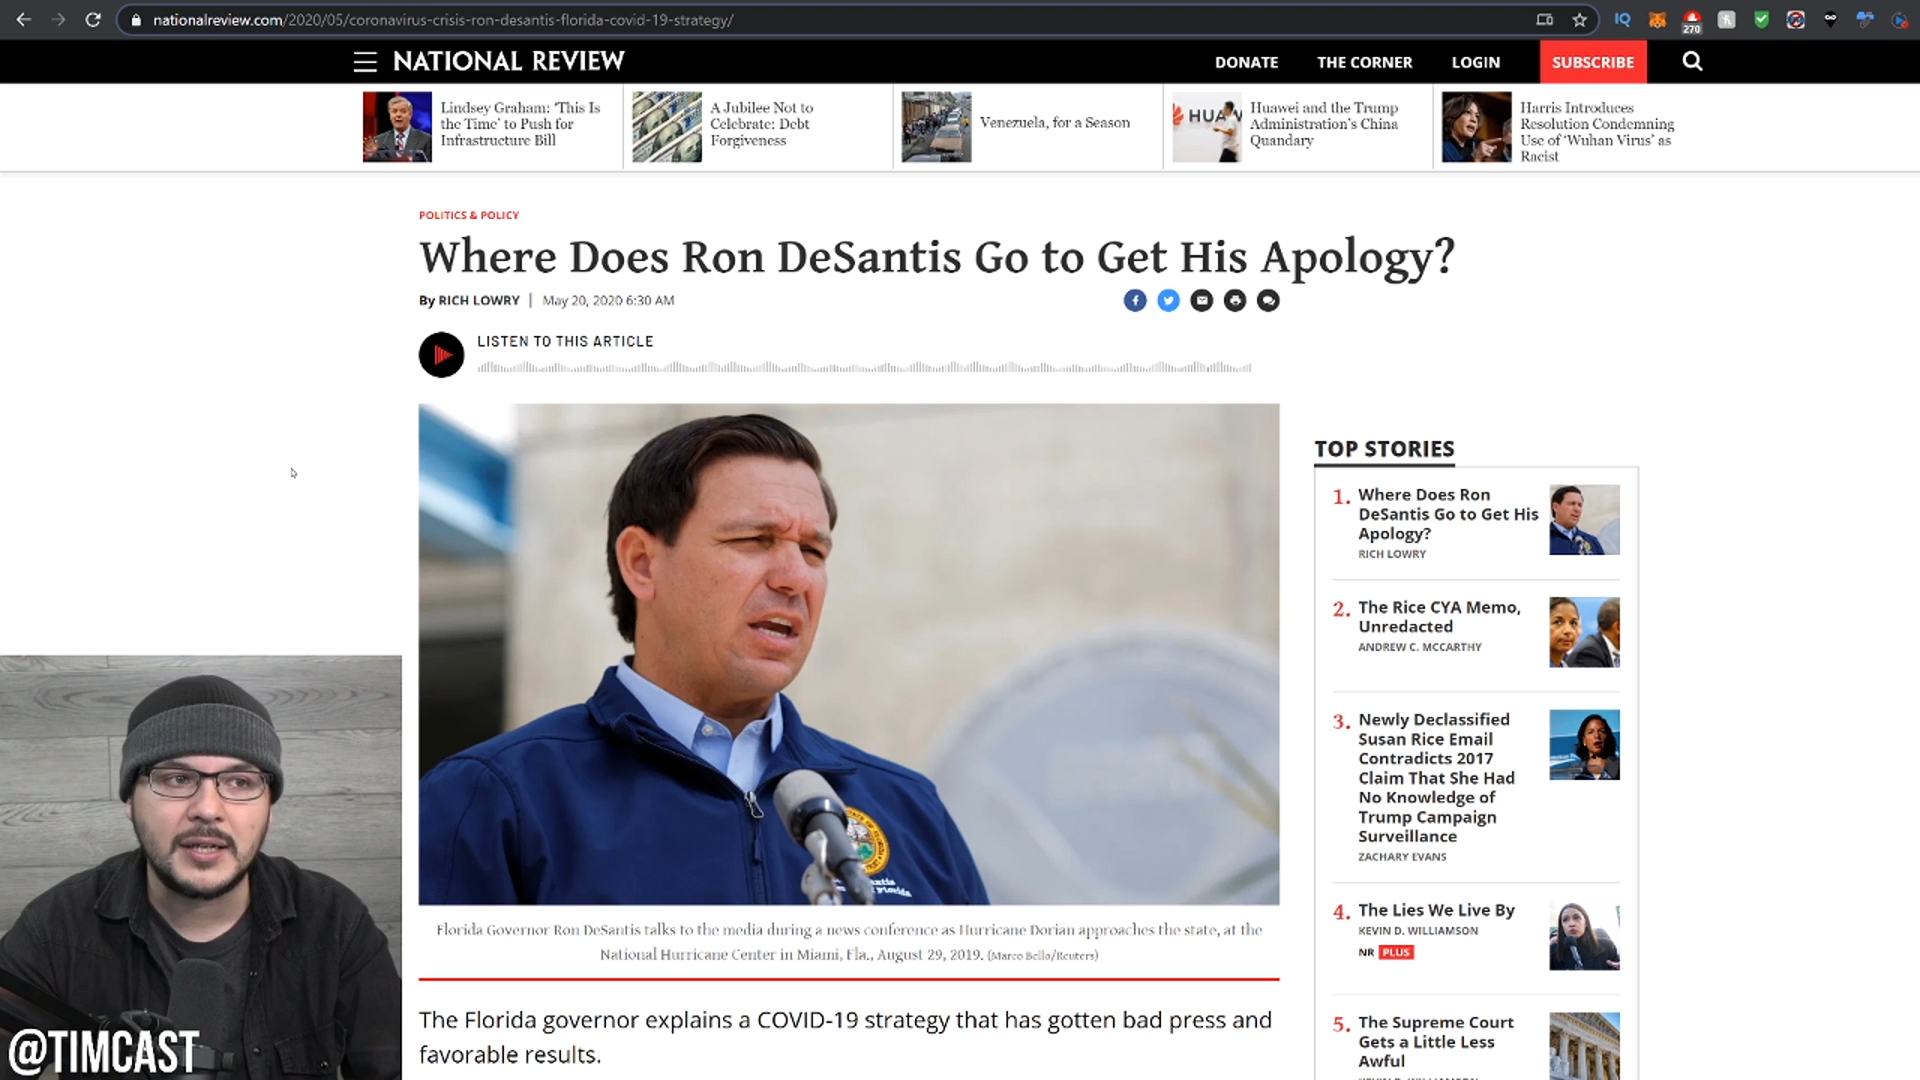 nationalreview.com/2020/05/coronavirus-crisis-ron-desantis-florida-covid-19-strategy/
IQ
270
NATIONAL REVIEW
DONATE
THE CORNER
LOGIN
SUBSCRIBE
Lindsey Graham: ‘This Is
the Time’ to Push for
Infrastructure Bill
A Jubilee Not to
Celebrate: Debt
Forgiveness
Venezuela, for a Season
HUAW
Huawei and the Trump
Administration’s China
Quandary
Harris Introduces
Resolution Condemning
Use of ‘Wuhan Virus’ as
Racist
POLITICS & POLICY
Where Does Ron DeSantis Go to Get His Apology?
By RICH LOWRY | May 20, 2020 6:30 AM
LISTEN TO THIS ARTICLE
Florida Governor Ron DeSantis talks to the media during a news conference as Hurricane Dorian approaches the state, at the
National Hurricane Center in Miami, Fla., August 29, 2019. (Marco Bello/Reuters)
The Florida governor explains a COVID-19 strategy that has gotten bad press and
favorable results.
TOP STORIES
1. Where Does Ron
DeSantis Go to Get His
Apology?
RICH LOWRY
2. The Rice CYA Memo,
Unredacted
ANDREW C. MCCARTHY
3. Newly Declassified
Susan Rice Email
Contradicts 2017
Claim That She Had
No Knowledge of
Trump Campaign
Surveillance
ZACHARY EVANS
4. The Lies We Live By
KEVIN D. WILLIAMSON
NR PLUS
5. The Supreme Court
Gets a Little Less
Awful
@TIMCAST